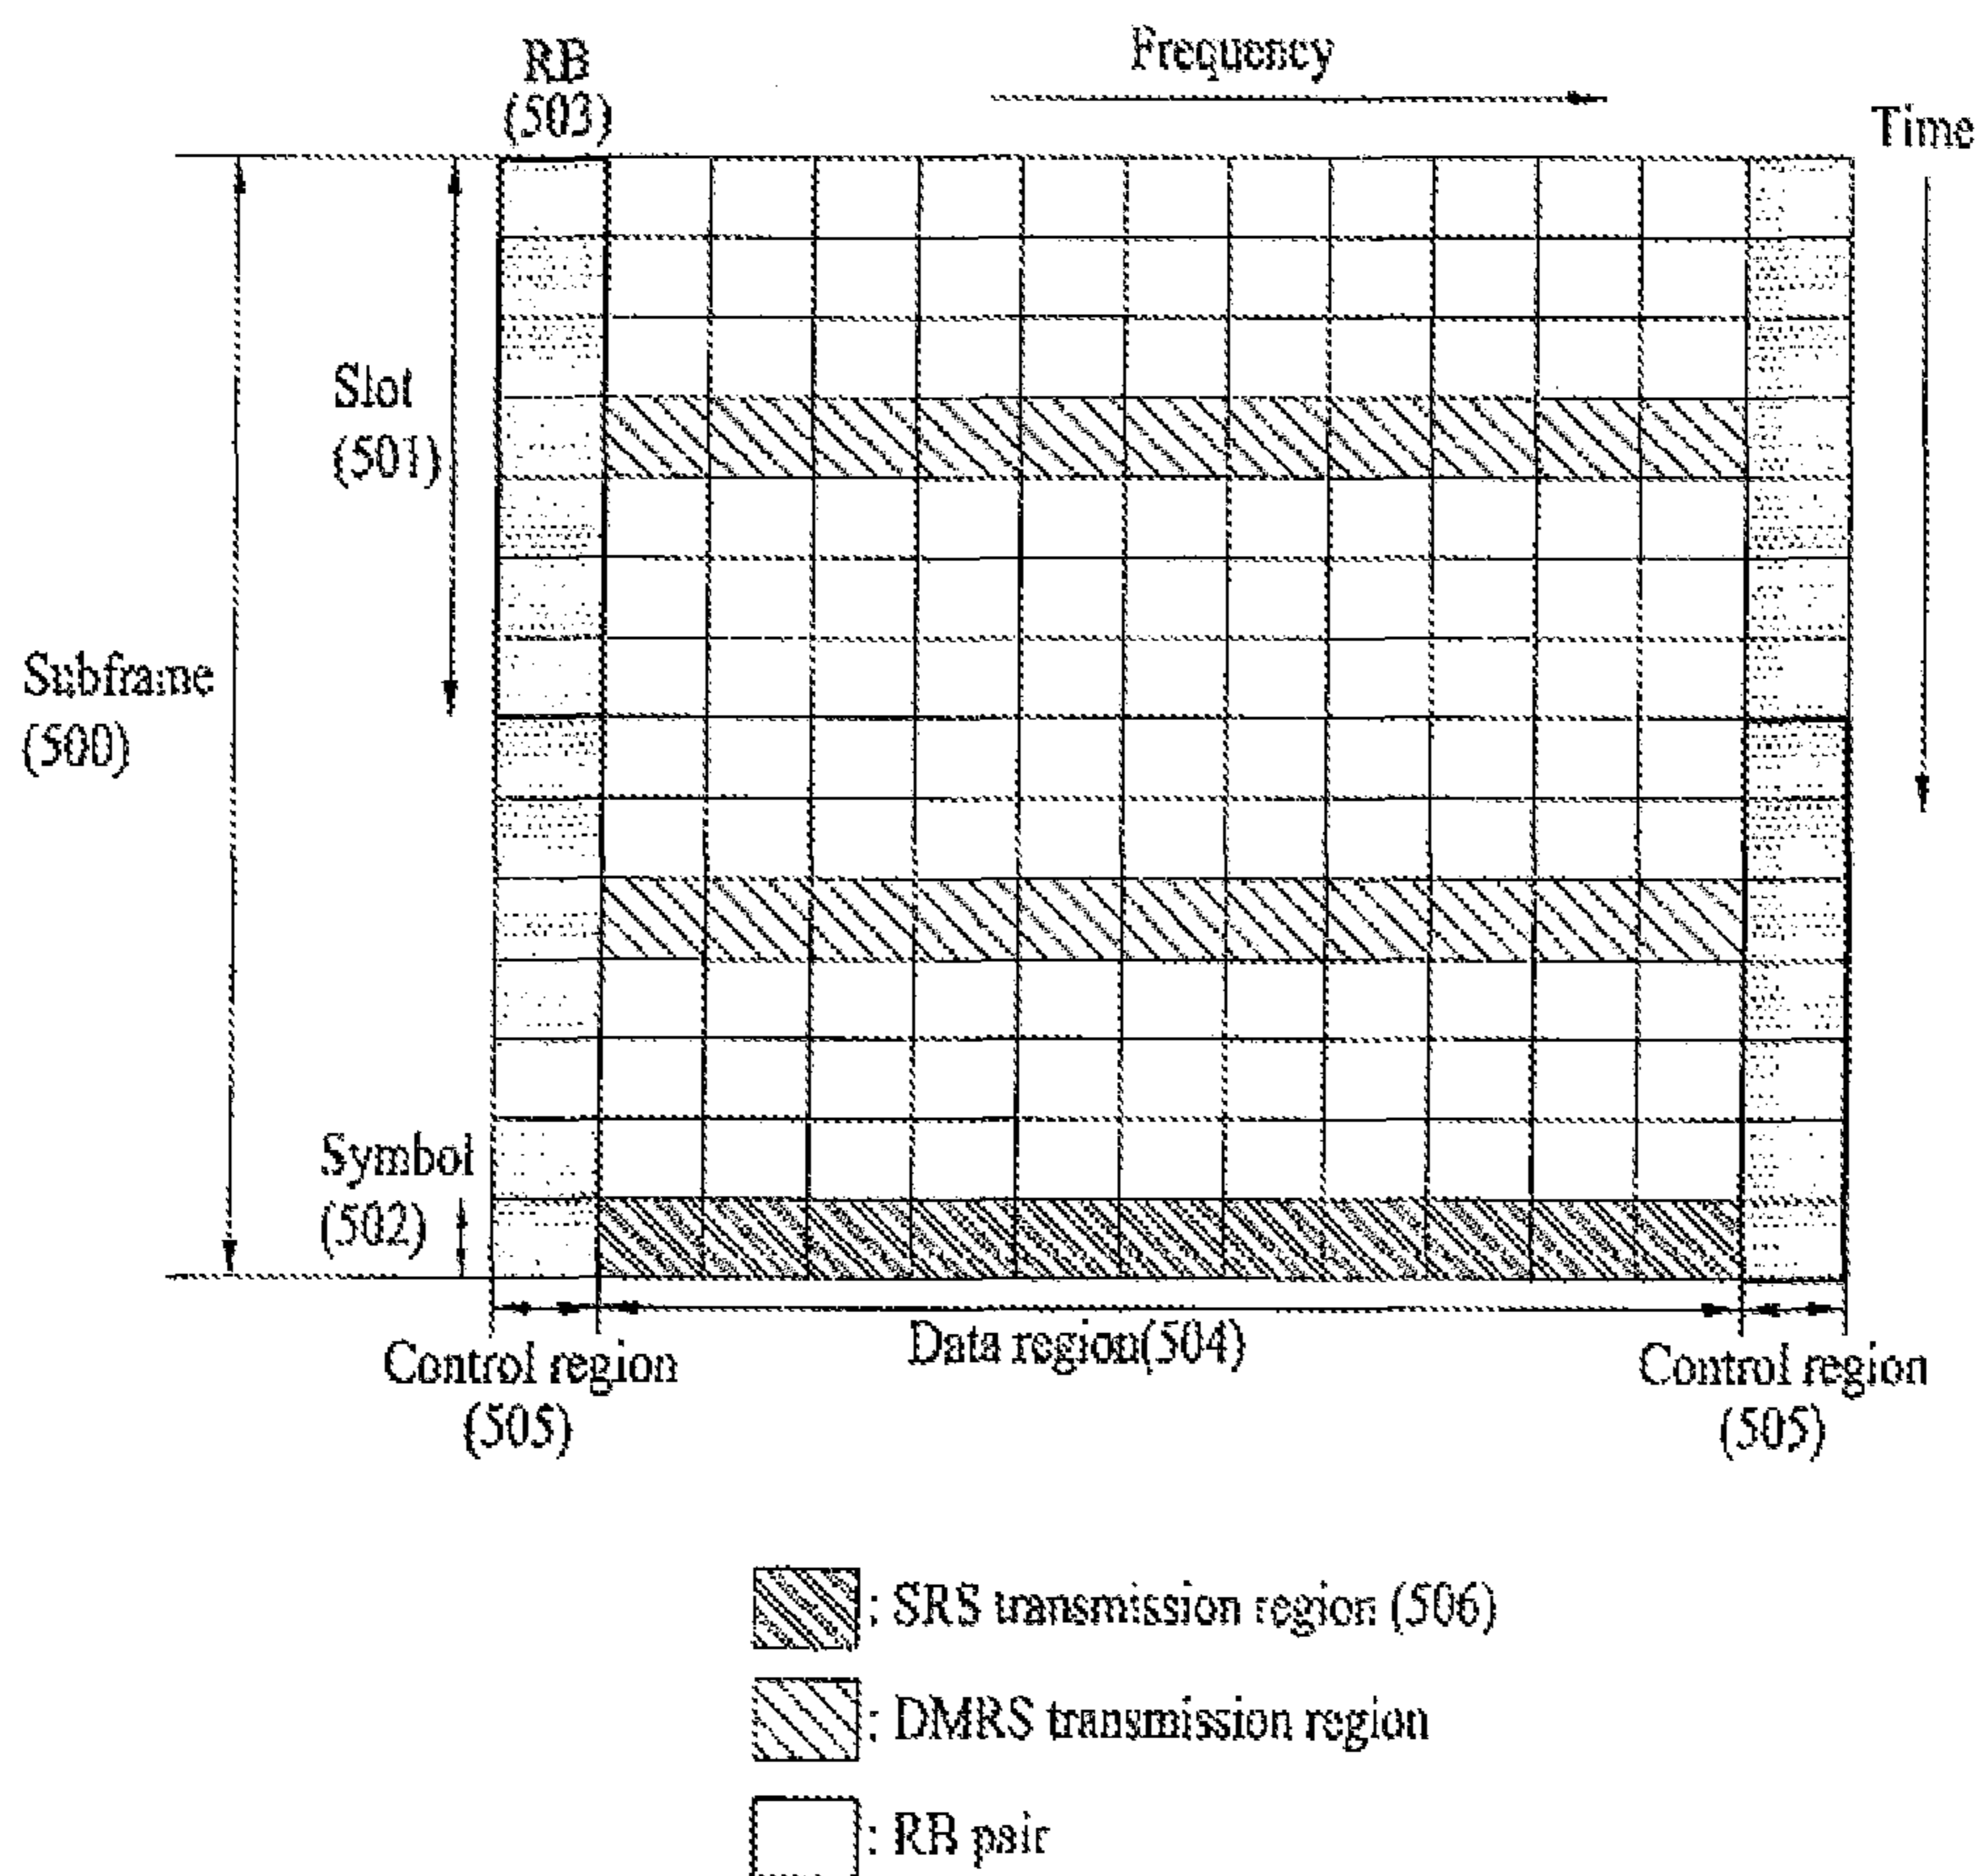 RB
(503)
Frequency
Time
Slot
(501)
Subframe
(500)
Symbol
(502)
Data region(504)
Control region
(505)
Control region
(505)
: SRS transmission region (506)
: DMRS transmission region
: RB pair